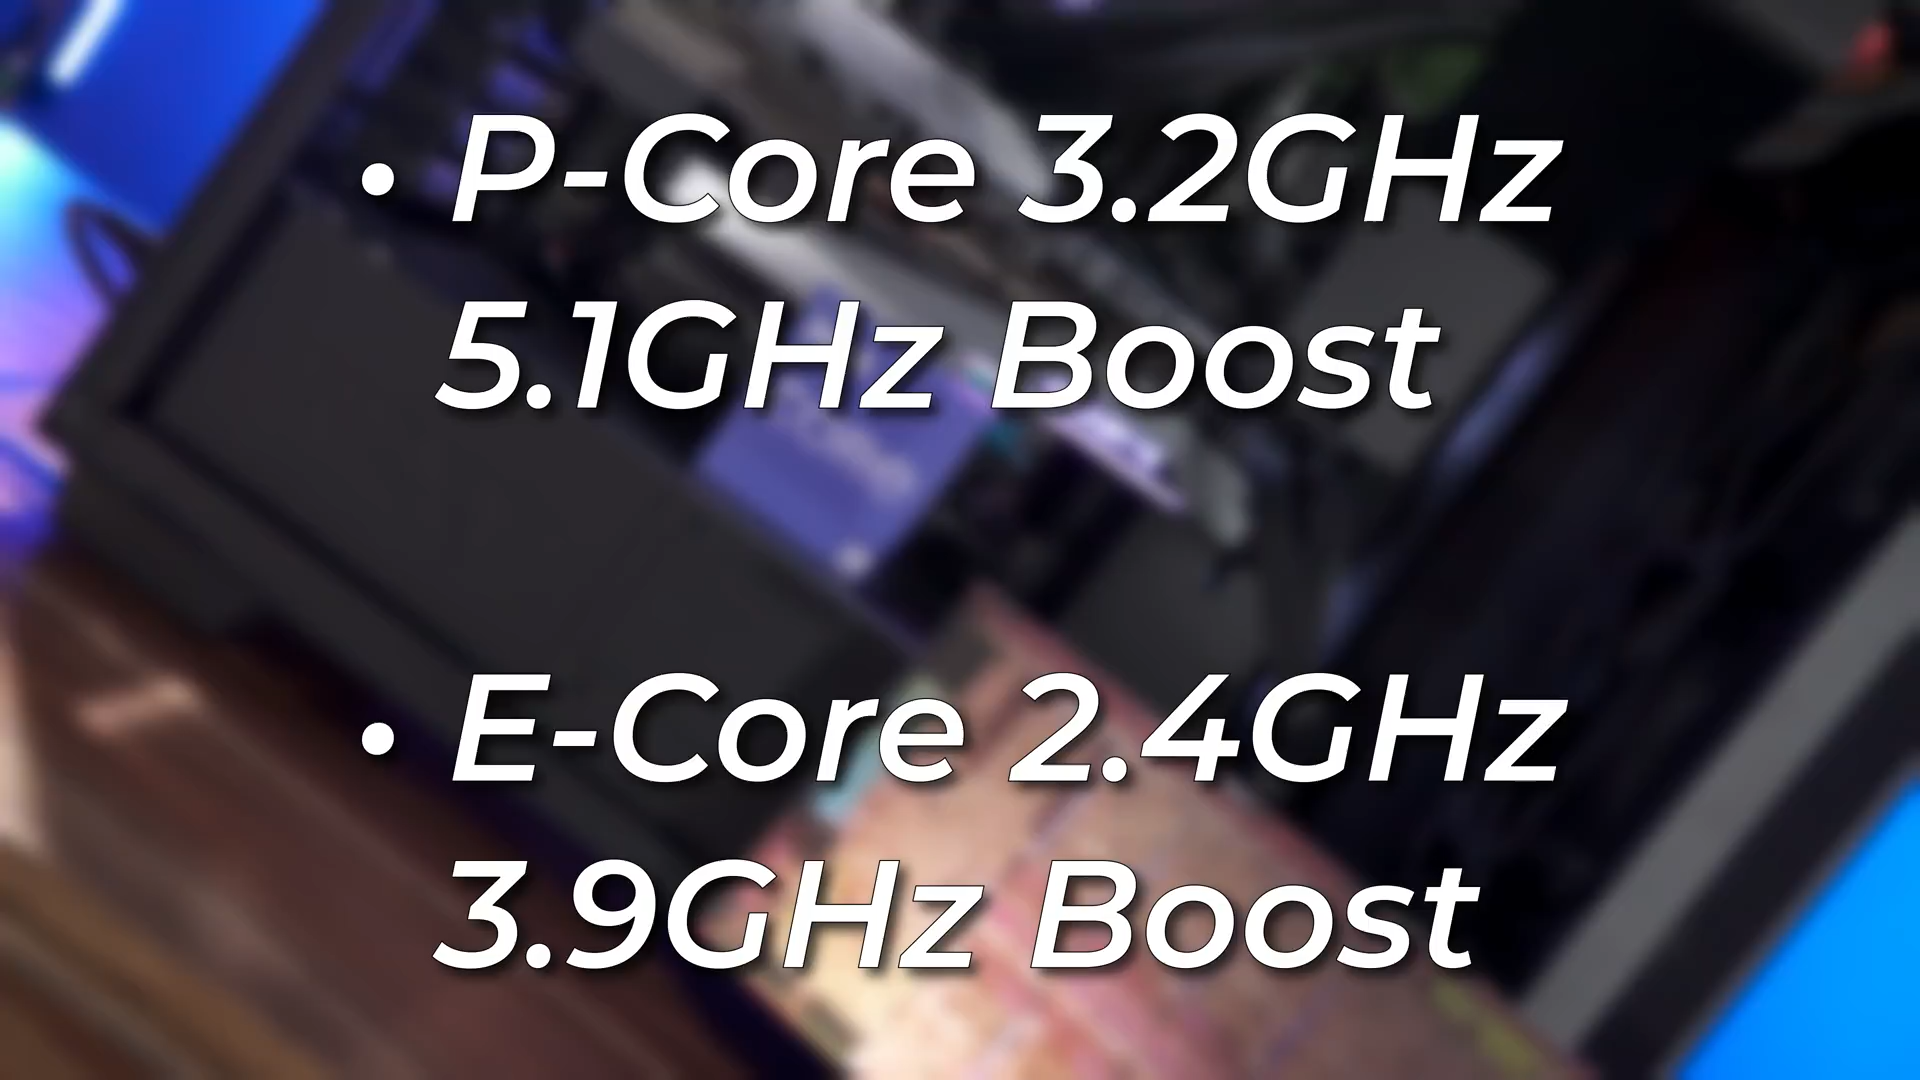 • P-Core 3.2GHz
5.1GHz Boost
• E-Core 2.4GHz
3.9GHz Boost